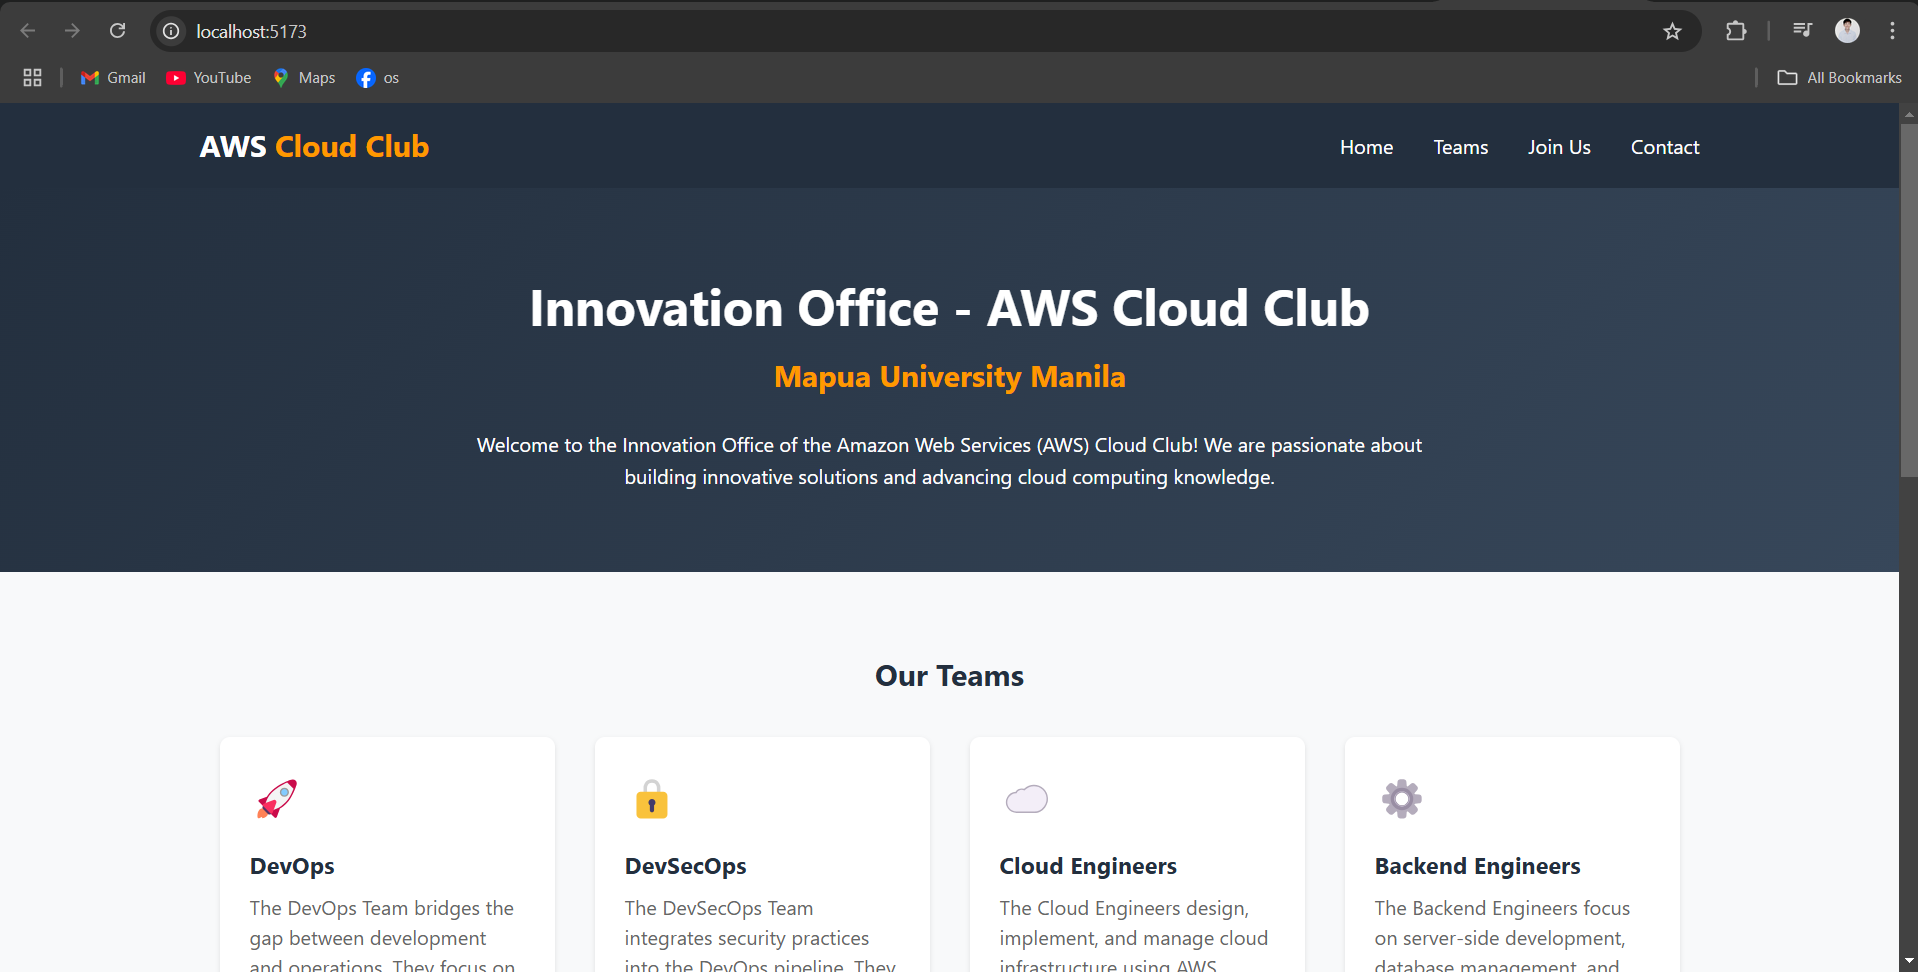 localhost:5173
Gmail
YouTube
Maps
os
All Bookmarks
AWS Cloud Club
Home
Teams
Join Us
Contact
Innovation Office - AWS Cloud Club
Mapua University Manila
Welcome to the Innovation Office of the Amazon Web Services (AWS) Cloud Club! We are passionate about
building innovative solutions and advancing cloud computing knowledge.
Our Teams
DevOps
The DevOps Team bridges the
gap between development
and operations. They focus on
DevSecOps
The DevSecOps Team
integrates security practices
into the DevOps pipeline. They
Cloud Engineers
The Cloud Engineers design,
implement, and manage cloud
infrastructure using AWS
Backend Engineers
The Backend Engineers focus
on server-side development,
database management, and